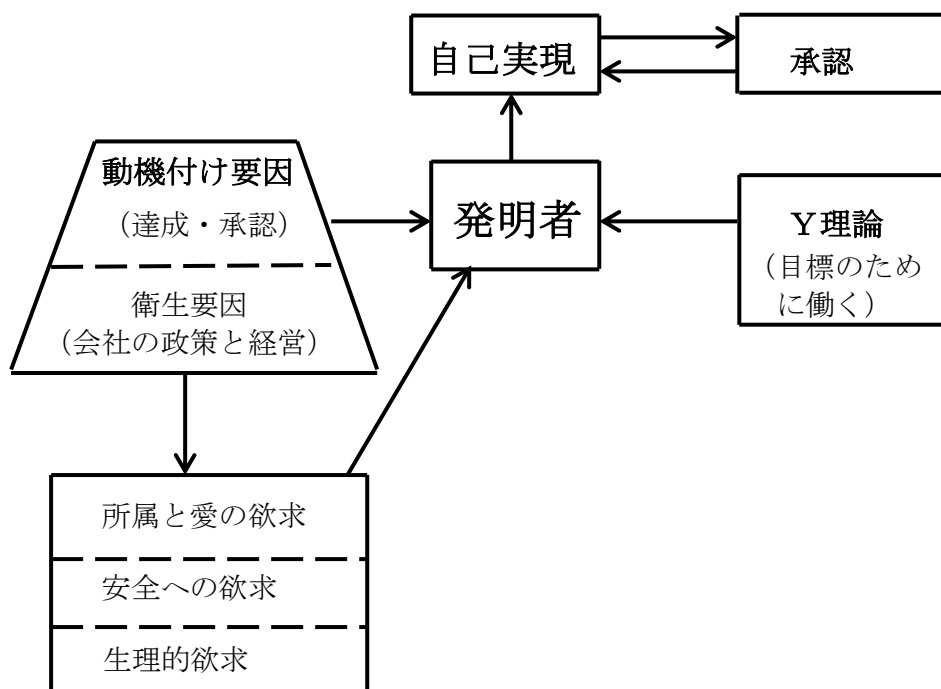 自己実現
承認
動機付け要因
（達成・承認）
衛生要因
（会社の政策と経営）
発明者
Ｙ理論
（目標のため
に働く）
所属と愛の欲求
安全への欲求
生理的欲求